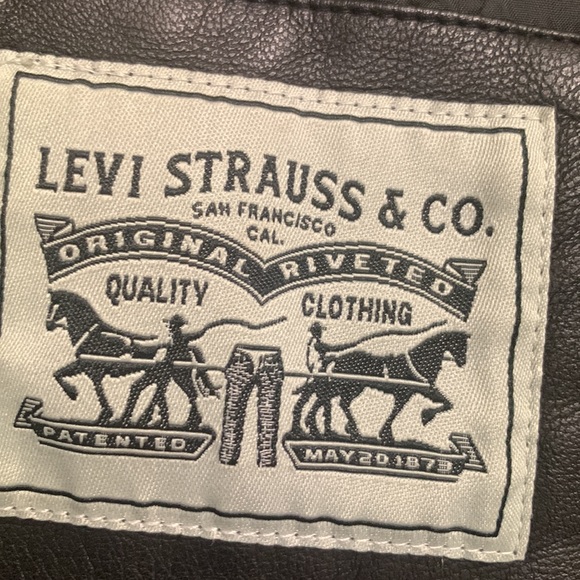 LEVI STRAUSS & CO.
SAN FRANCISCO
CAL.
ORIGINAL RIVETED
QUALITY CLOTHING
PATENTED MAY 20 1873